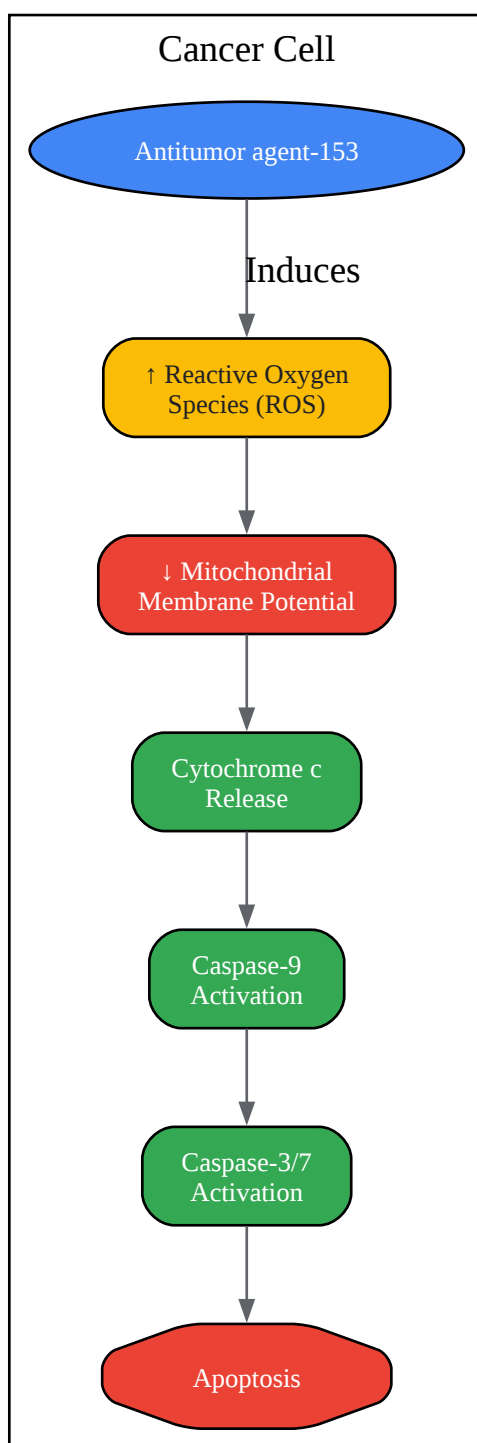 Cancer Cell
Antitumor agent-153
Induces
↑ Reactive Oxygen
Species (ROS)
↓ Mitochondrial
Membrane Potential
Cytochrome c
Release
Caspase-9
Activation
Caspase-3/7
Activation
Apoptosis